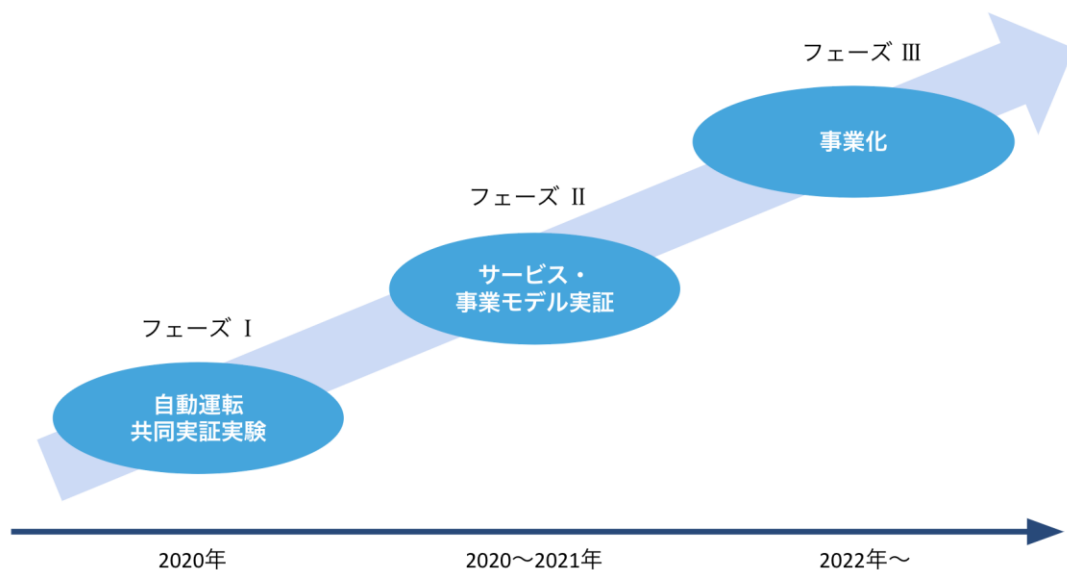 フェーズ Ⅲ
事業化
フェーズ Ⅱ
サービス・
事業モデル実証
フェーズ Ⅰ
自動運転
共同実証実験
2020年
2020〜2021年
2022年〜